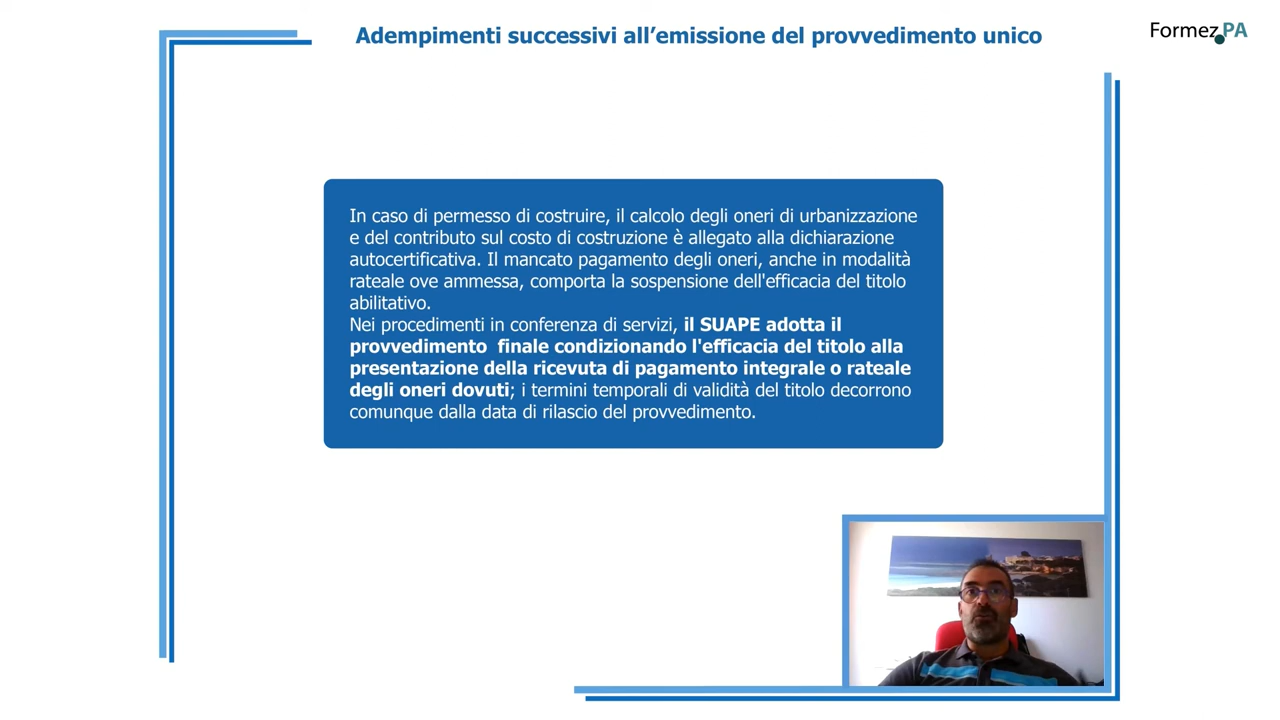 Adempimenti successivi all’emissione del provvedimento unico
Formez.PA
In caso di permesso di costruire, il calcolo degli oneri di urbanizzazione
e del contributo sul costo di costruzione è allegato alla dichiarazione
autocertificativa. Il mancato pagamento degli oneri, anche in modalità
rateale ove ammessa, comporta la sospensione dell'efficacia del titolo
abilitativo.
Nei procedimenti in conferenza di servizi, il SUAPE adotta il
provvedimento  finale condizionando l'efficacia del titolo alla
presentazione della ricevuta di pagamento integrale o rateale
degli oneri dovuti; i termini temporali di validità del titolo decorrono
comunque dalla data di rilascio del provvedimento.